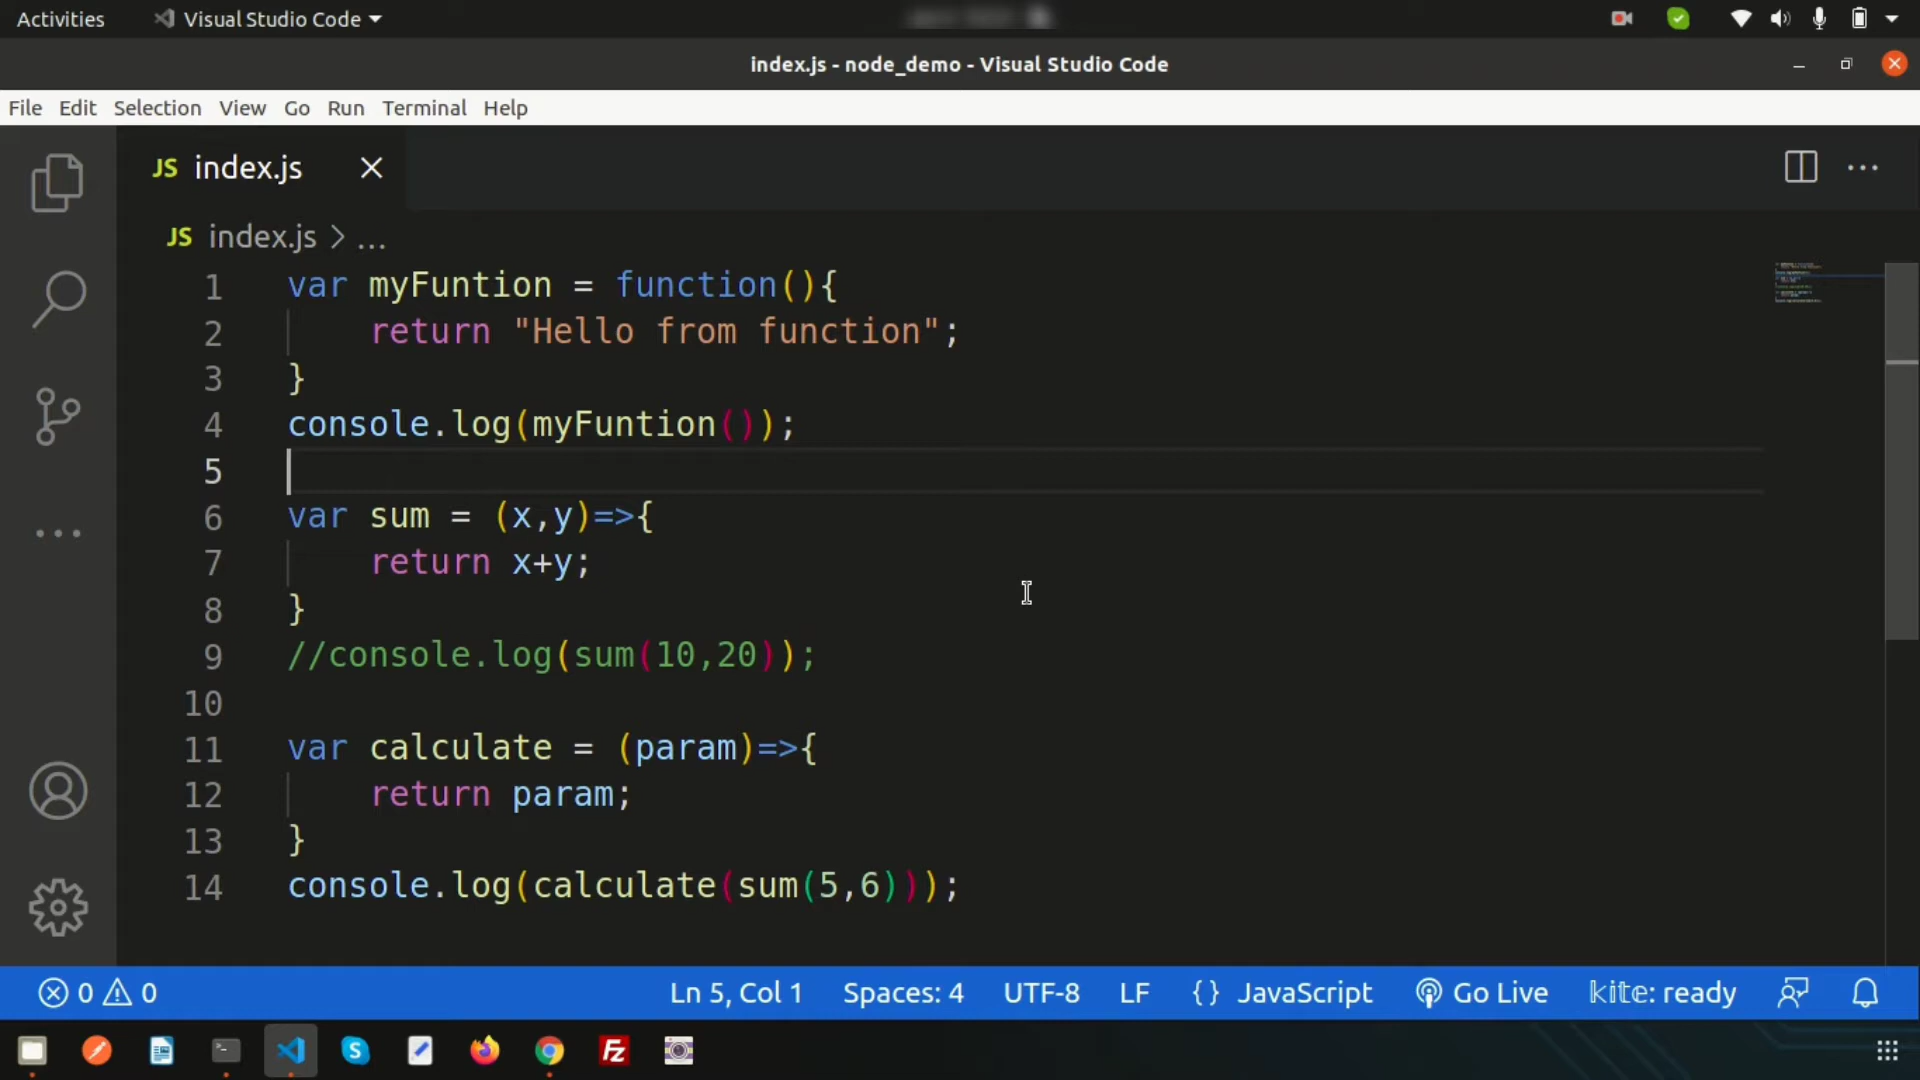 Activities Visual Studio Code
index.js - node_demo - Visual Studio Code
File Edit Selection View Go Run Terminal Help
JS index.js
JS index.js > ...
1 var myFuntion = function(){
2 return "Hello from function";
3 }
4 console.log(myFuntion());
5
6 var sum = (x,y)=>{
7 return x+y;
8 }
9 //console.log(sum(10,20));
10
11 var calculate = (param)=>{
12 return param;
13 }
14 console.log(calculate(sum(5,6)));
0 0 Ln 5, Col 1 Spaces: 4 UTF-8 LF {} JavaScript Go Live kite: ready